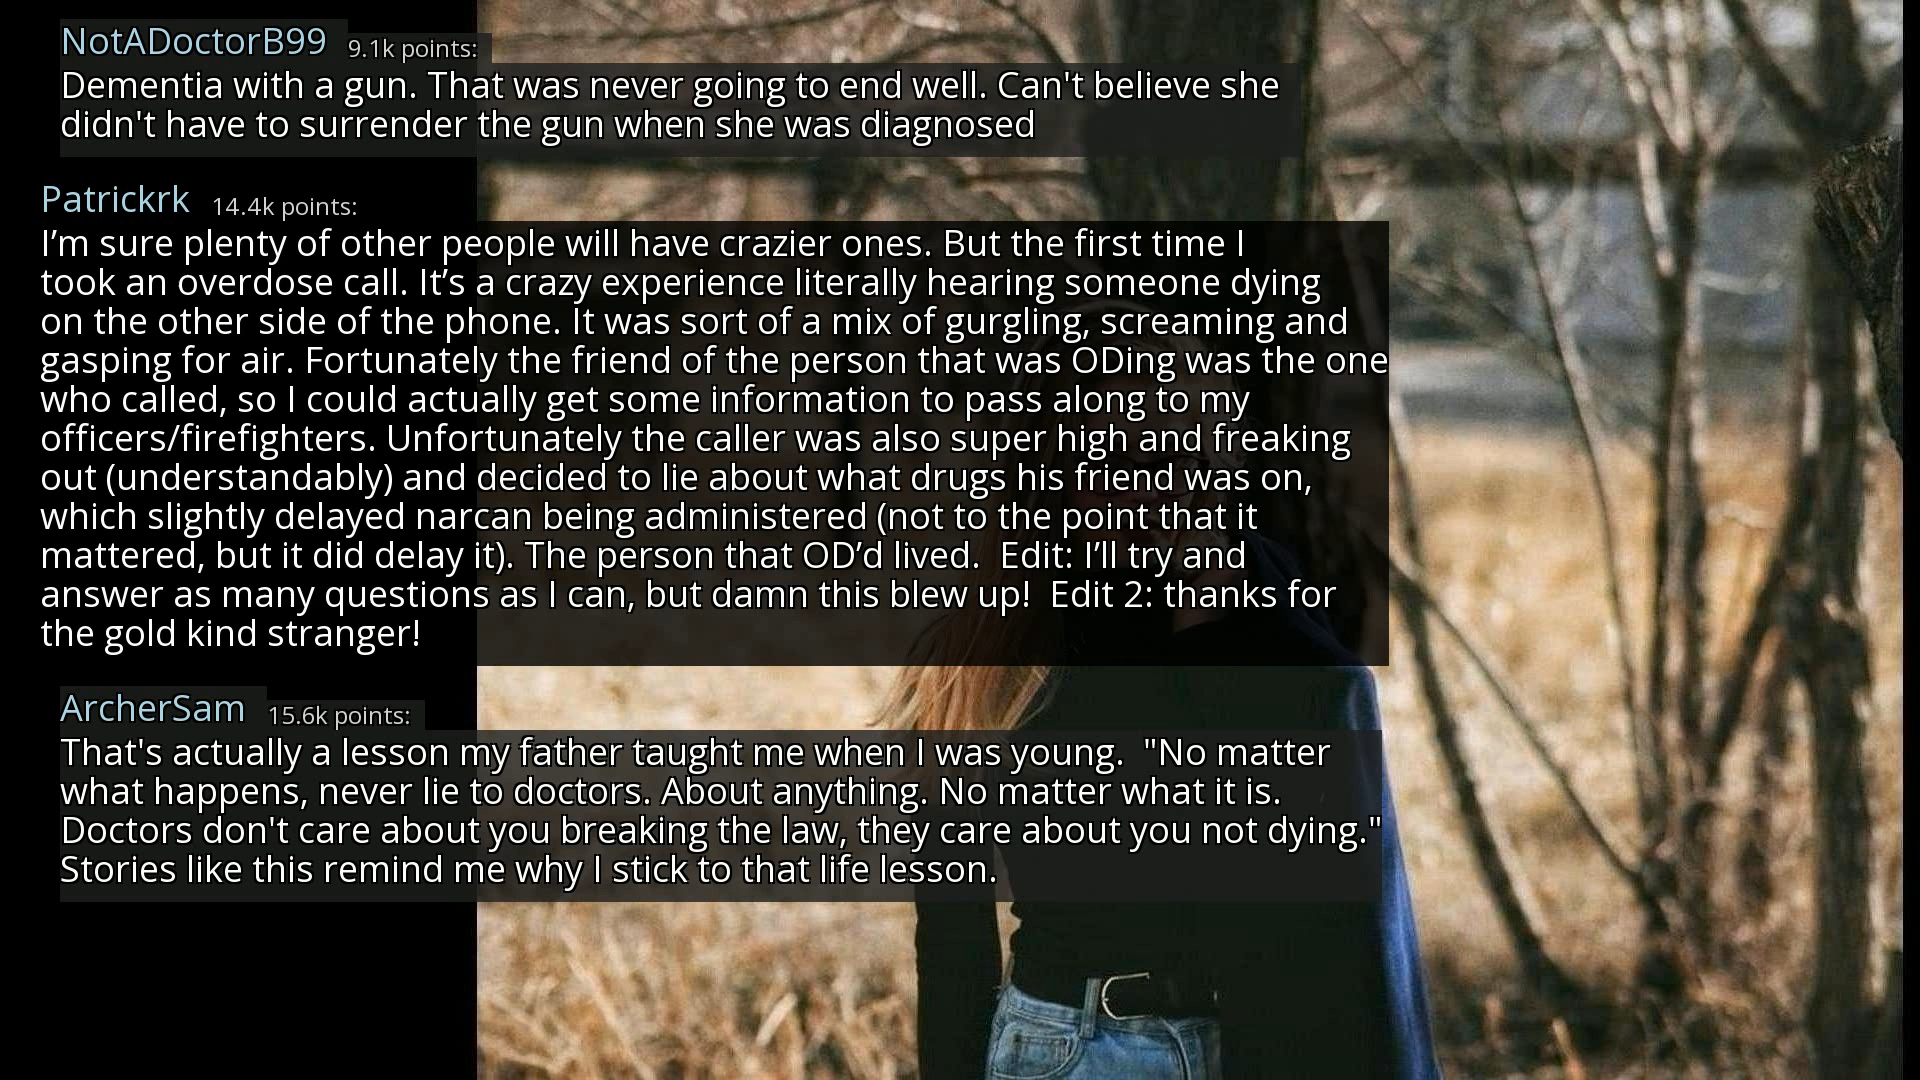 NotADoctorB99 9.1k points:
Dementia with a gun. That was never going to end well. Can't believe she
didn't have to surrender the gun when she was diagnosed
Patrickrk 14.4k points:
I’m sure plenty of other people will have crazier ones. But the first time I
took an overdose call. It’s a crazy experience literally hearing someone dying
on the other side of the phone. It was sort of a mix of gurgling, screaming and
gasping for air. Fortunately the friend of the person that was ODing was the one
who called, so I could actually get some information to pass along to my
officers/firefighters. Unfortunately the caller was also super high and freaking
out (understandably) and decided to lie about what drugs his friend was on,
which slightly delayed narcan being administered (not to the point that it
mattered, but it did delay it). The person that OD’d lived.  Edit: I’ll try and
answer as many questions as I can, but damn this blew up!  Edit 2: thanks for
the gold kind stranger!
ArcherSam 15.6k points:
That's actually a lesson my father taught me when I was young.  "No matter
what happens, never lie to doctors. About anything. No matter what it is.
Doctors don't care about you breaking the law, they care about you not dying."
Stories like this remind me why I stick to that life lesson.